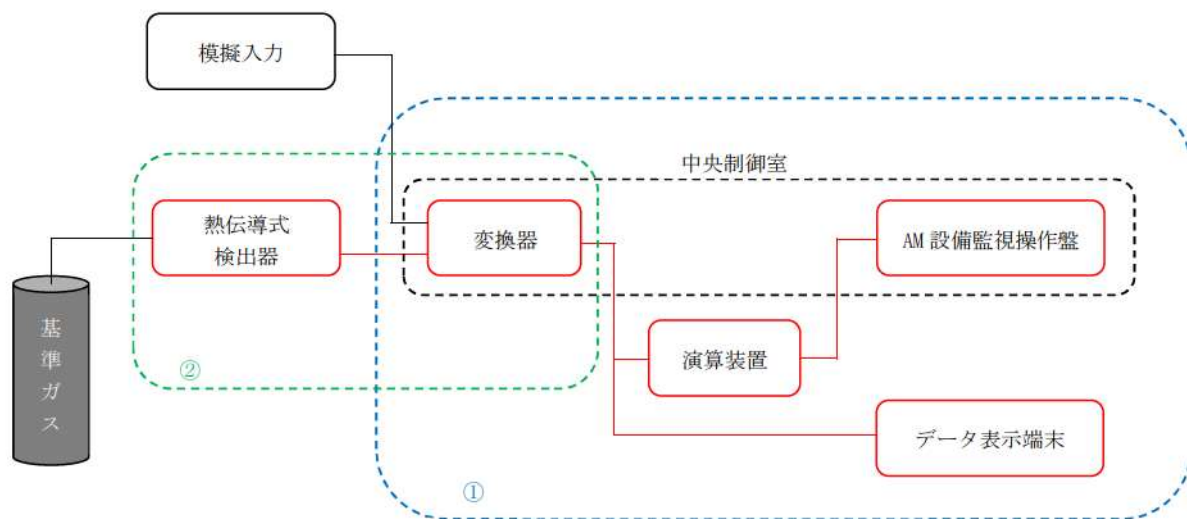 模擬入力
中央制御室
熱伝導式
検出器
変換器
AM 設備監視操作盤
基準ガス
演算装置
②
データ表示端末
①